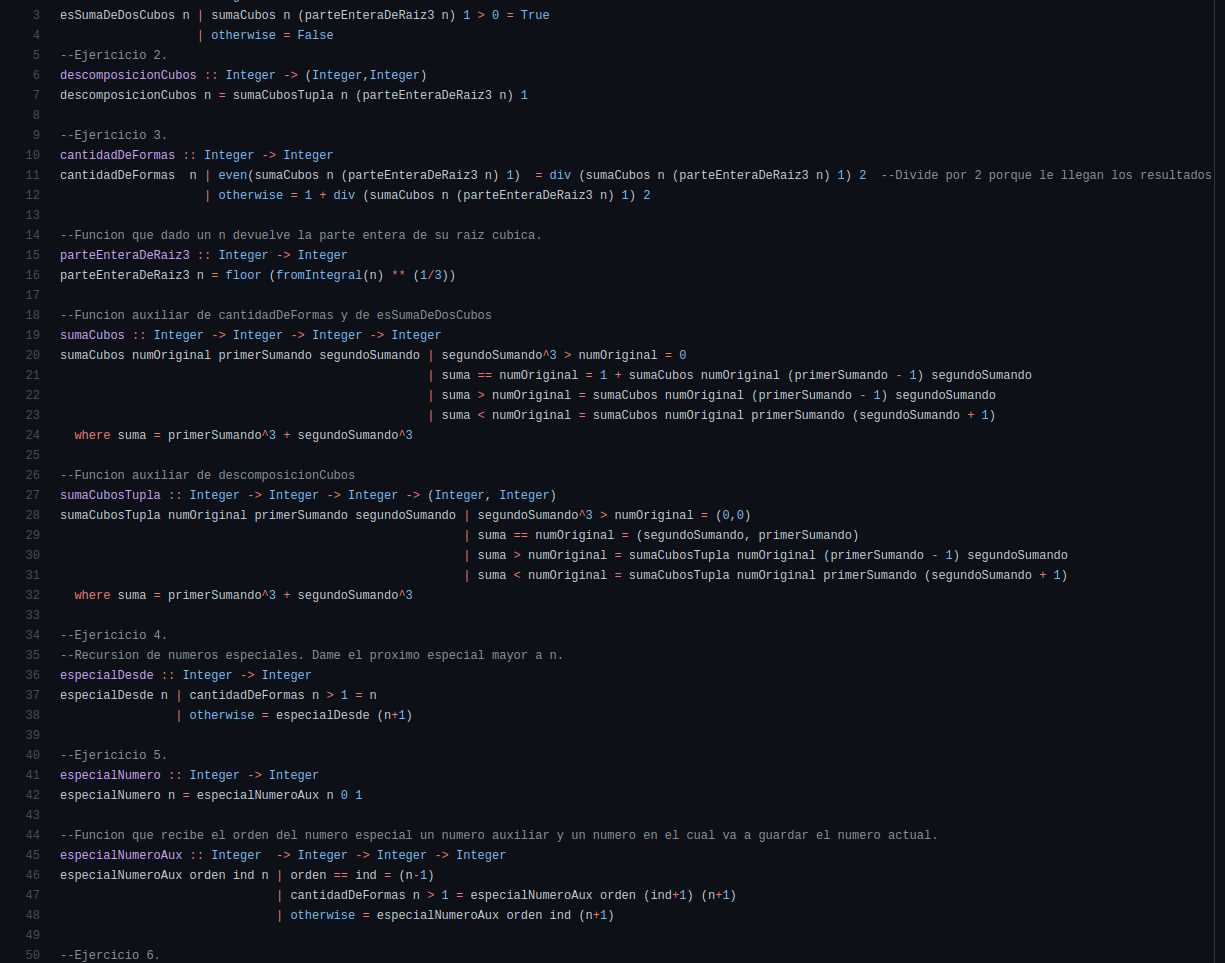 3 esSumaDeDosCubos n | sumaCubos n (parteEnteraDeRaiz3 n) 1 > 0 = True
4                    | otherwise = False
5 --Ejericicio 2.
6 descomposicionCubos :: Integer -> (Integer,Integer)
7 descomposicionCubos n = sumaCubosTupla n (parteEnteraDeRaiz3 n) 1
8
9 --Ejericicio 3.
10 cantidadDeFormas :: Integer -> Integer
11 cantidadDeFormas  n | even(sumaCubos n (parteEnteraDeRaiz3 n) 1)  = div (sumaCubos n (parteEnteraDeRaiz3 n) 1) 2  --Divide por 2 porque le llegan los resultados
12                     | otherwise = 1 + div (sumaCubos n (parteEnteraDeRaiz3 n) 1) 2
13
14 --Funcion que dado un n devuelve la parte entera de su raiz cubica.
15 parteEnteraDeRaiz3 :: Integer -> Integer
16 parteEnteraDeRaiz3 n = floor (fromIntegral(n) ** (1/3))
17
18 --Funcion auxiliar de cantidadDeFormas y de esSumaDeDosCubos
19 sumaCubos :: Integer -> Integer -> Integer -> Integer
20 sumaCubos numOriginal primerSumando segundoSumando | segundoSumando^3 > numOriginal = 0
21                                                    | suma == numOriginal = 1 + sumaCubos numOriginal (primerSumando - 1) segundoSumando
22                                                    | suma > numOriginal = sumaCubos numOriginal (primerSumando - 1) segundoSumando
23                                                    | suma < numOriginal = sumaCubos numOriginal primerSumando (segundoSumando + 1)
24   where suma = primerSumando^3 + segundoSumando^3
25
26 --Funcion auxiliar de descomposicionCubos
27 sumaCubosTupla :: Integer -> Integer -> Integer -> (Integer, Integer)
28 sumaCubosTupla numOriginal primerSumando segundoSumando | segundoSumando^3 > numOriginal = (0,0)
29                                                         | suma == numOriginal = (segundoSumando, primerSumando)
30                                                         | suma > numOriginal = sumaCubosTupla numOriginal (primerSumando - 1) segundoSumando
31                                                         | suma < numOriginal = sumaCubosTupla numOriginal primerSumando (segundoSumando + 1)
32   where suma = primerSumando^3 + segundoSumando^3
33
34 --Ejericicio 4.
35 --Recursion de numeros especiales. Dame el proximo especial mayor a n.
36 especialDesde :: Integer -> Integer
37 especialDesde n | cantidadDeFormas n > 1 = n
38                 | otherwise = especialDesde (n+1)
39
40 --Ejericicio 5.
41 especialNumero :: Integer -> Integer
42 especialNumero n = especialNumeroAux n 0 1
43
44 --Funcion que recibe el orden del numero especial un numero auxiliar y un numero en el cual va a guardar el numero actual.
45 especialNumeroAux :: Integer  -> Integer -> Integer -> Integer
46 especialNumeroAux orden ind n | orden == ind = (n-1)
47                               | cantidadDeFormas n > 1 = especialNumeroAux orden (ind+1) (n+1)
48                               | otherwise = especialNumeroAux orden ind (n+1)
49
50 --Ejercicio 6.